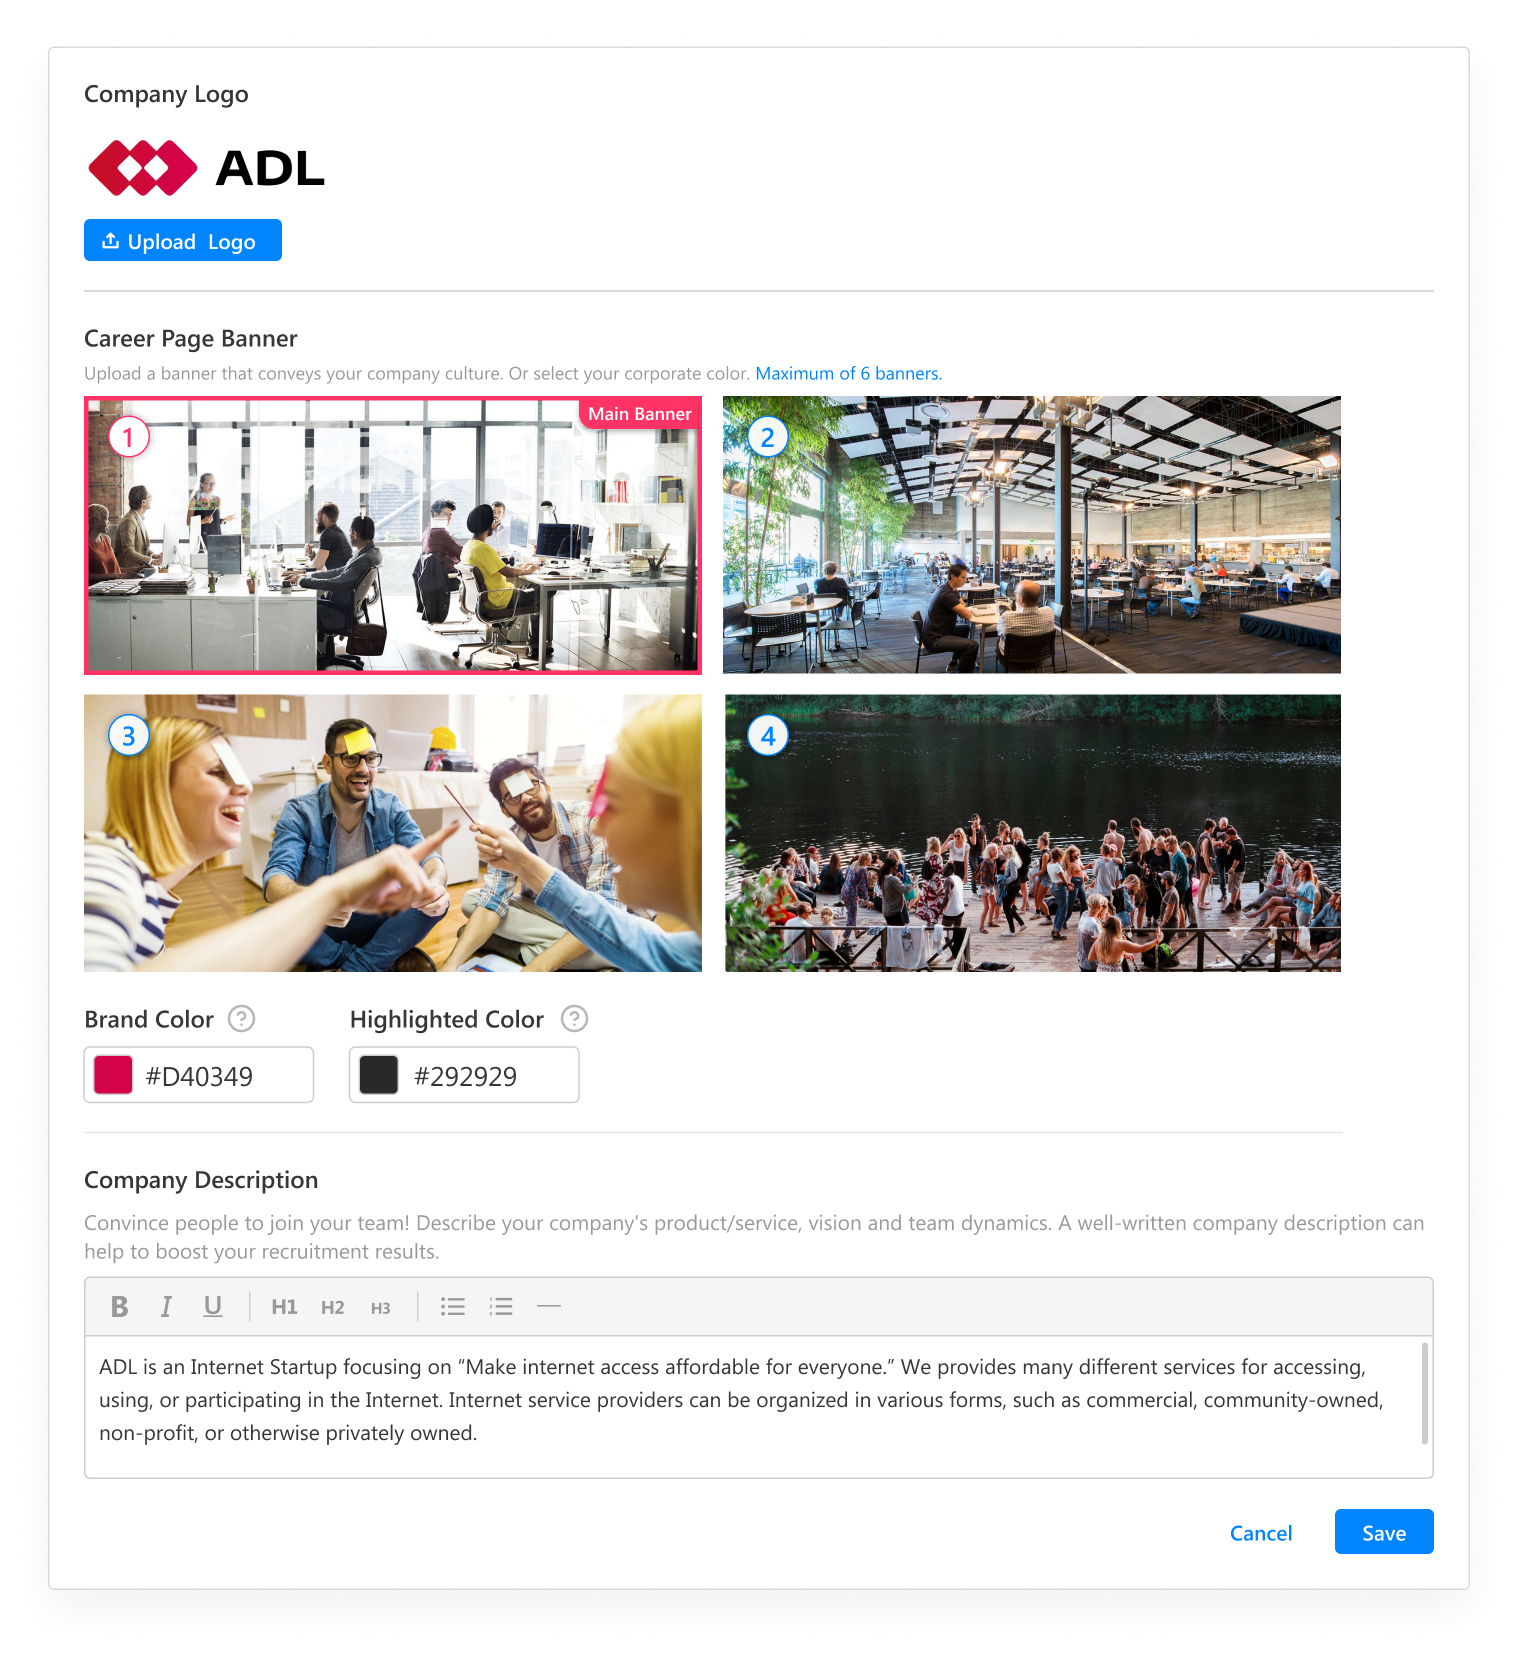 Company Logo
ADL
Upload Logo
Career Page Banner
Upload a banner that conveys your company culture. Or select your corporate color. Maximum of 6 banners.
1
Main Banner
2
3
4
Brand Color ?
Highlighted Color ?
#D40349
#292929
Company Description
Convince people to join your team! Describe your company's product/service, vision and team dynamics. A well-written company description can
help to boost your recruitment results.
B I U H1 H2 H3
ADL is an Internet Startup focusing on “Make internet access affordable for everyone.” We provides many different services for accessing,
using, or participating in the Internet. Internet service providers can be organized in various forms, such as commercial, community-owned,
non-profit, or otherwise privately owned.
Cancel
Save